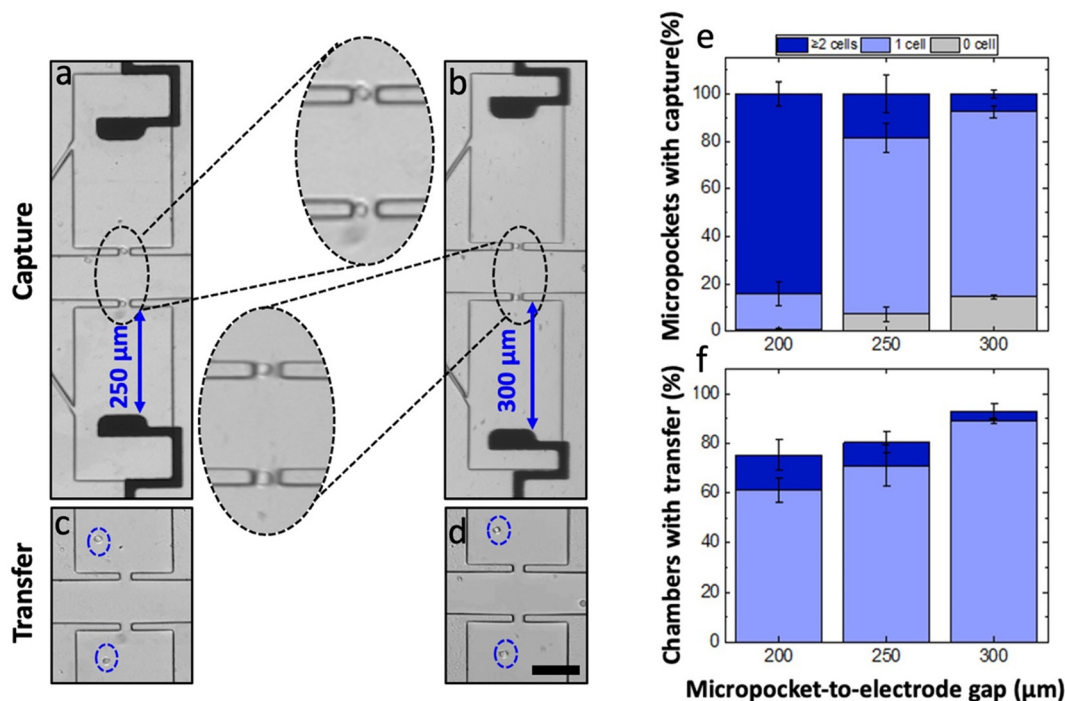 Capture
a
250 µm
b
300 µm
Transfer
c
d
e
≥2 cells 1 cell 0 cell
Micropockets with capture(%)
100
80
60
40
20
0
200 250 300
f
Chambers with transfer (%)
100
80
60
40
20
0
200 250 300
Micropocket-to-electrode gap (µm)